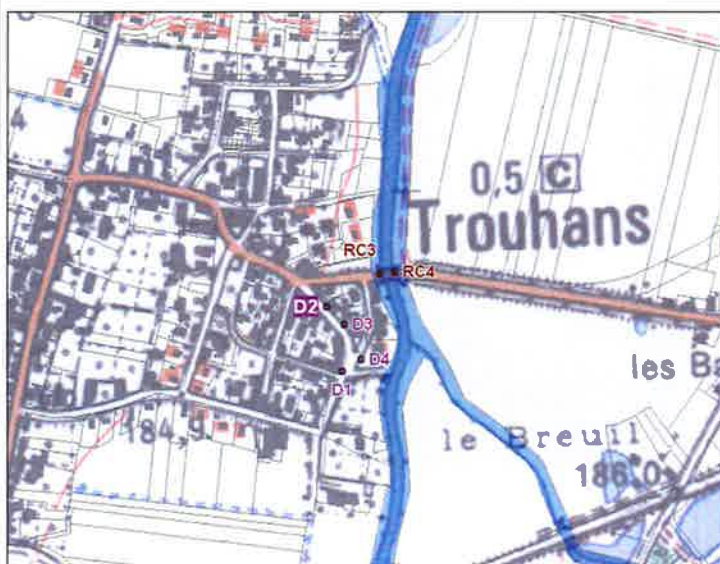 0,5 C
Trouhans
RC3
RC4
D2
D3
D4
D1
les
184,9
le Breuil
186.0